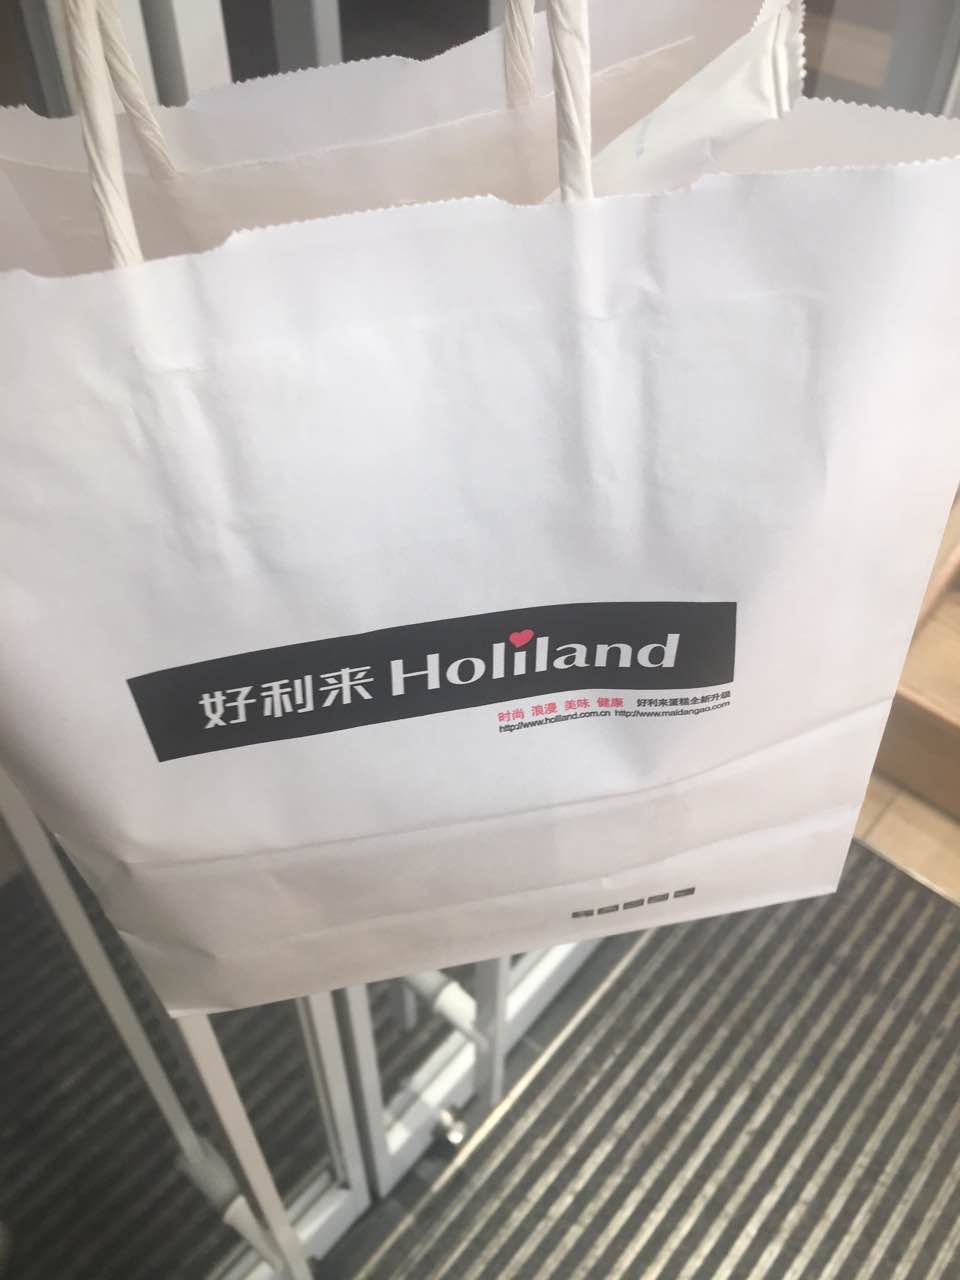 好利来 Holiland
时尚 浪漫 美味 健康 好利来蛋糕全新升级
http://www.holiland.com.cn http://www.maidangao.com